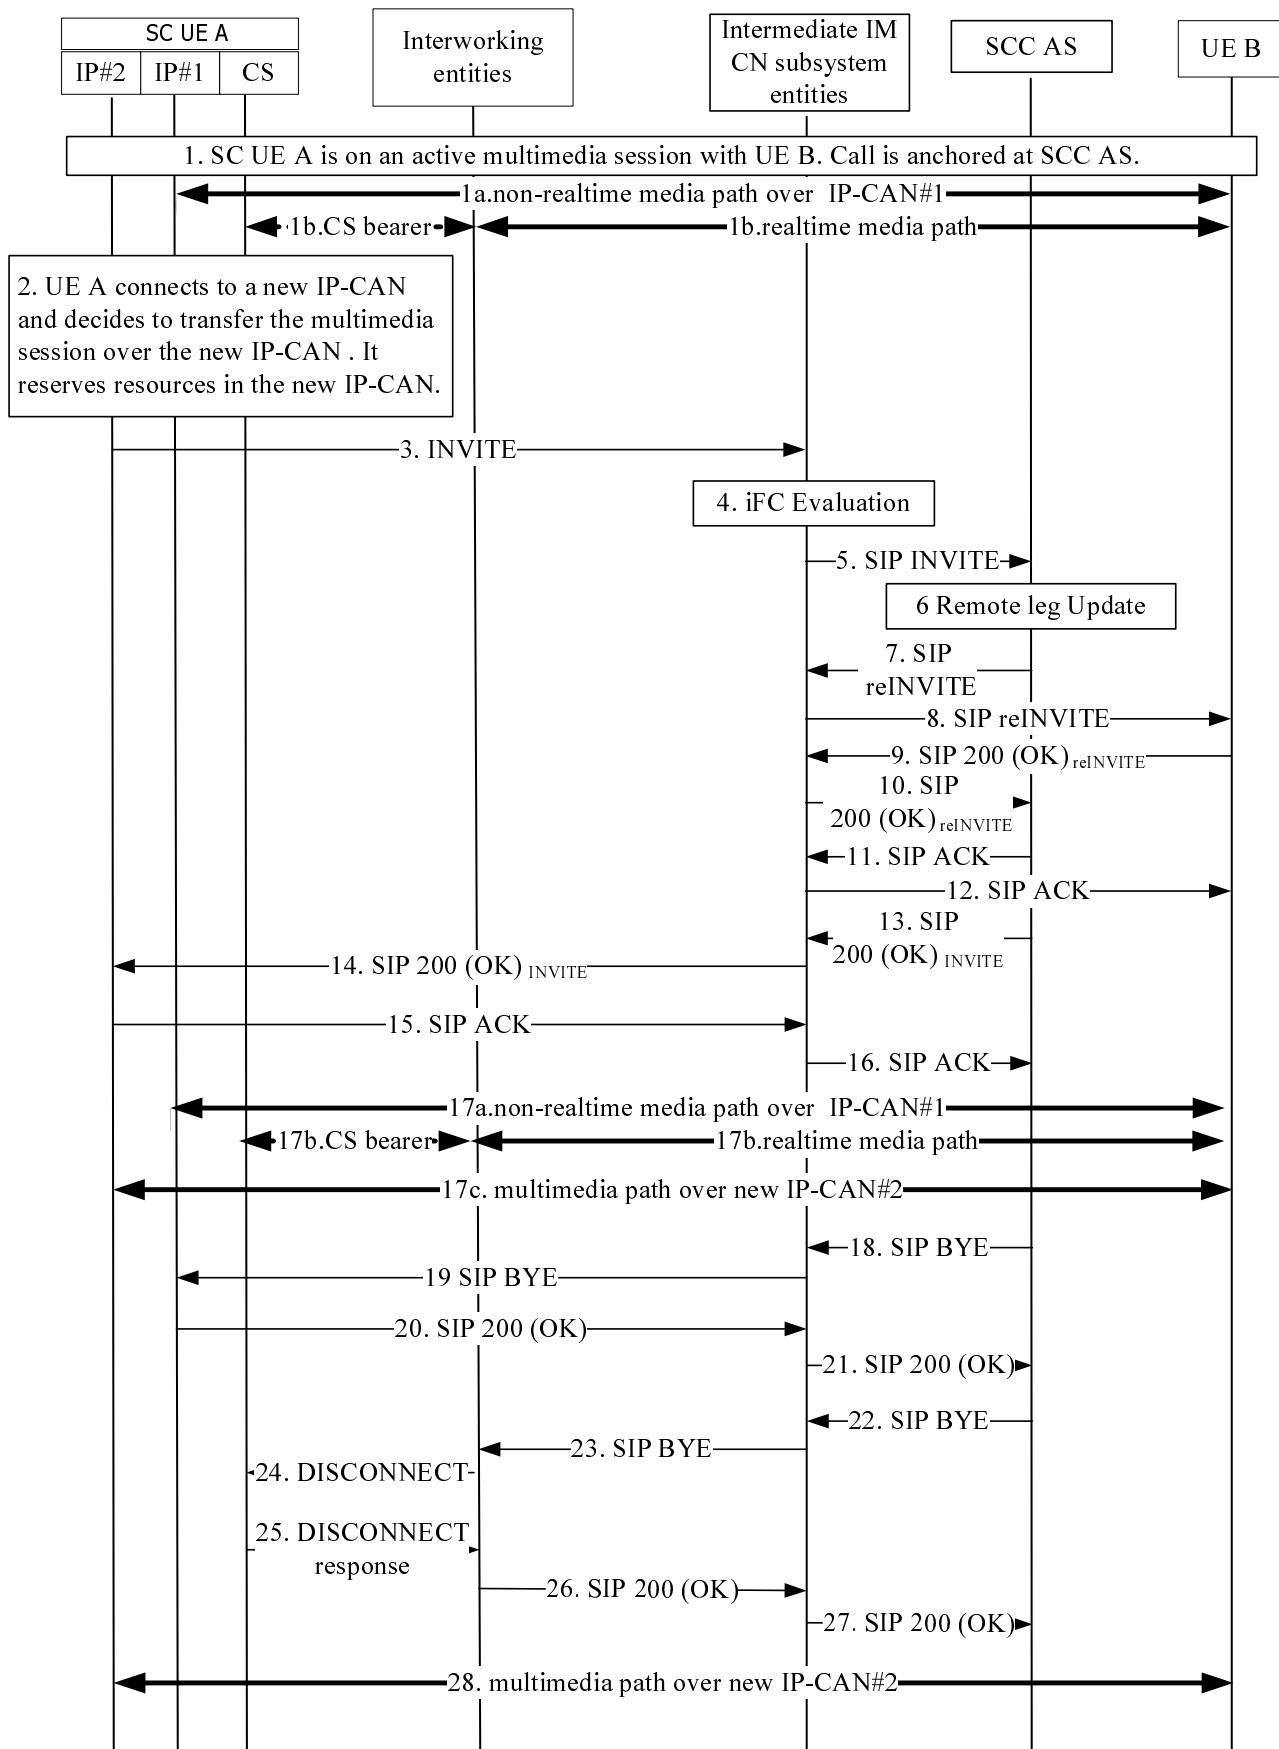 SC UE A
IP#2
IP#1
CS
Interworking
entities
Intermediate IM
CN subsystem
entities
SCC AS
UE B
1. SC UE A is on an active multimedia session with UE B. Call is anchored at SCC AS.
1a.non-realtime media path over IP-CAN#1
1b.CS bearer
1b.realtime media path
2. UE A connects to a new IP-CAN
and decides to transfer the multimedia
session over the new IP-CAN . It
reserves resources in the new IP-CAN.
3. INVITE
4. iFC Evaluation
5. SIP INVITE
6 Remote leg Update
7. SIP
reINVITE
8. SIP reINVITE
9. SIP 200 (OK) reINVITE
10. SIP
200 (OK) reINVITE
11. SIP ACK
12. SIP ACK
13. SIP
200 (OK) INVITE
14. SIP 200 (OK) INVITE
15. SIP ACK
16. SIP ACK
17a.non-realtime media path over IP-CAN#1
17b.CS bearer
17b.realtime media path
17c. multimedia path over new IP-CAN#2
18. SIP BYE
19 SIP BYE
20. SIP 200 (OK)
21. SIP 200 (OK)
22. SIP BYE
23. SIP BYE
24. DISCONNECT
25. DISCONNECT
response
26. SIP 200 (OK)
27. SIP 200 (OK)
28. multimedia path over new IP-CAN#2